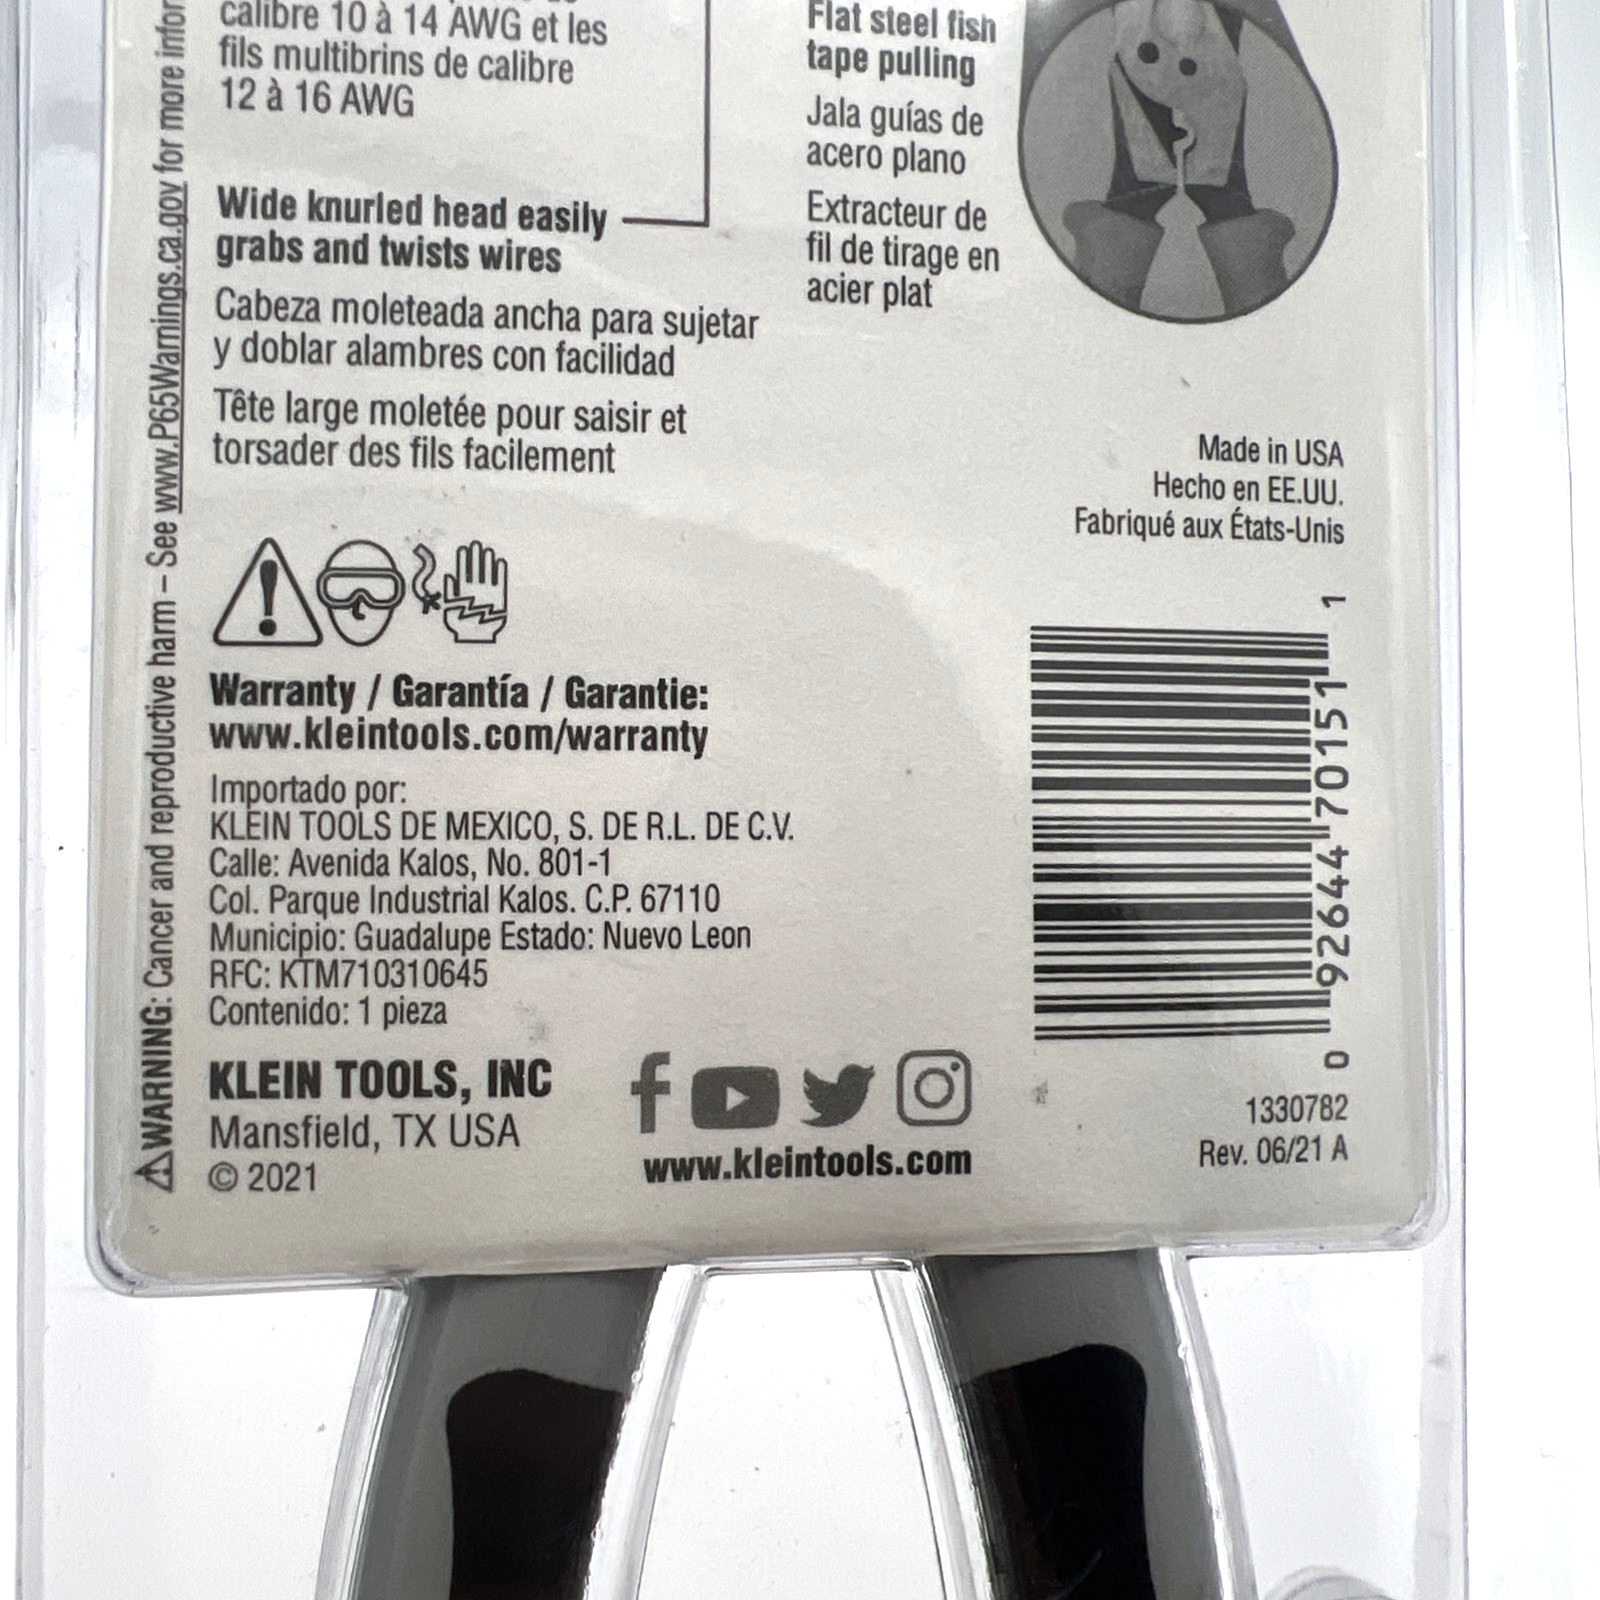 calibre 10 à 14 AWG et les
fils multibrins de calibre
12 à 16 AWG
Wide knurled head easily
grabs and twists wires
Cabeza moleteada ancha para sujetar
y doblar alambres con facilidad
Tête large moletée pour saisir et
torsader des fils facilement
Flat steel fish
tape pulling
Jala guías de
acero plano
Extracteur de
fil de tirage en
acier plat
Made in USA
Hecho en EE.UU.
Fabriqué aux États-Unis
Warranty / Garantía / Garantie:
www.kleintools.com/warranty
Importado por:
KLEIN TOOLS DE MEXICO, S. DE R.L. DE C.V.
Calle: Avenida Kalos, No. 801-1
Col. Parque Industrial Kalos. C.P. 67110
Municipio: Guadalupe Estado: Nuevo Leon
RFC: KTM710310645
Contenido: 1 pieza
KLEIN TOOLS, INC
Mansfield, TX USA
© 2021
www.kleintools.com
0 92644 70151 1
1330782
Rev. 06/21 A
⚠WARNING: Cancer and reproductive harm – See www.P65Warnings.ca.gov for more